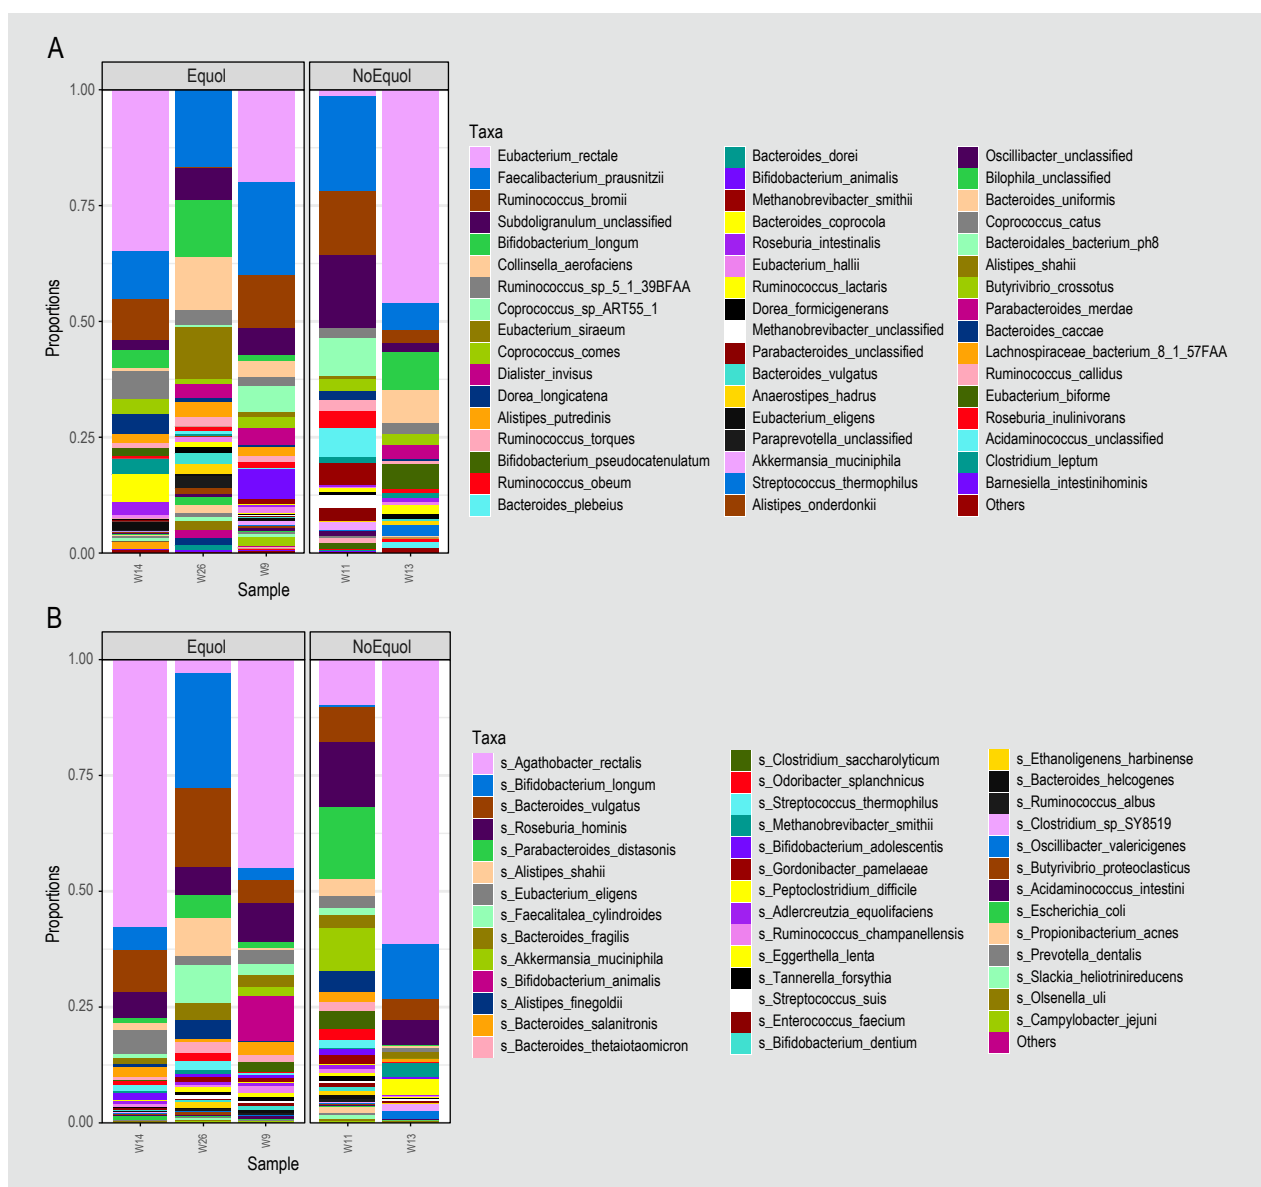 A
Equol
NoEqual
1.00
0.75
0.50
0.25
0.00
Proportions
W14
W26
W9
W11
W13
Sample
Taxa
Eubacterium_rectale
Faecalibacterium_prausnitzii
Ruminococcus_bromii
Subdoligranulum_unclassified
Bifidobacterium_longum
Collinsella_aerofaciens
Ruminococcus_sp_5_1_39BFAA
Coprococcus_sp_ART55_1
Eubacterium_siraeum
Coprococcus_comes
Dialister_invisus
Dorea_longicatena
Alistipes_putredinis
Ruminococcus_torques
Bifidobacterium_pseudocatenulatum
Ruminococcus_obeum
Bacteroides_plebeius
Bacteroides_dorei
Bifidobacterium_animalis
Methanobrevibacter_smithii
Bacteroides_coprocola
Roseburia_intestinalis
Eubacterium_hallii
Ruminococcus_lactaris
Dorea_formicigenerans
Methanobrevibacter_unclassified
Parabacteroides_unclassified
Bacteroides_vulgatus
Anaerostipes_hadrus
Eubacterium_eligens
Paraprevotella_unclassified
Akkermansia_muciniphila
Streptococcus_thermophilus
Alistipes_onderdonkii
Oscillibacter_unclassified
Bilophila_unclassified
Bacteroides_uniformis
Coprococcus_catus
Bacteroidales_bacterium_ph8
Alistipes_shahii
Butyrivibrio_crossotus
Parabacteroides_merdae
Bacteroides_caccae
Lachnospiraceae_bacterium_8_1_57FAA
Ruminococcus_callidus
Eubacterium_biforme
Roseburia_inulinivorans
Acidaminococcus_unclassified
Clostridium_leptum
Barnesiella_intestinihominis
Others
B
Equol
NoEquol
1.00
0.75
0.50
0.25
0.00
Proportions
W14
W26
W9
W11
W13
Sample
Taxa
s_Agathobacter_rectalis
s_Bifidobacterium_longum
s_Bacteroides_vulgatus
s_Roseburia_hominis
s_Parabacteroides_distasonis
s_Alistipes_shahii
s_Eubacterium_eligens
s_Faecalitalea_cylindroides
s_Bacteroides_fragilis
s_Akkermansia_muciniphila
s_Bifidobacterium_animalis
s_Alistipes_finegoldii
s_Bacteroides_salanitronis
s_Bacteroides_thetaiotaomicron
s_Clostridium_saccharolyticum
s_Odoribacter_splanchnicus
s_Streptococcus_thermophilus
s_Methanobrevibacter_smithii
s_Bifidobacterium_adolescentis
s_Gordonibacter_pamelaeae
s_Peptoclostridium_difficile
s_Adlercreutzia_equolifaciens
s_Ruminococcus_champanellensis
s_Eggerthella_lenta
s_Tannerella_forsythia
s_Streptococcus_suis
s_Enterococcus_faecium
s_Bifidobacterium_dentium
s_Ethanoligenens_harbinense
s_Bacteroides_helcogenes
s_Ruminococcus_albus
s_Clostridium_sp_SY8519
s_Oscillibacter_valericigenes
s_Butyrivibrio_proteoclasticus
s_Acidaminococcus_intestini
s_Escherichia_coli
s_Propionibacterium_acnes
s_Prevotella_dentalis
s_Slackia_heliotrinireducens
s_Olsenella_uli
s_Campylobacter_jejuni
Others